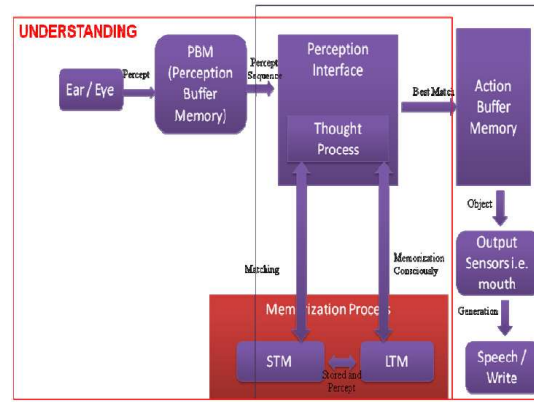 UNDERSTANDING
Ear / Eye
Percept
PBM
(Perception
Buffer
Memory)
Percept
Sequence
Perception
Interface
Thought
Process
Best Match
Action
Buffer
Memory
Object
Output
Sensors i.e.
mouth
Generation
Speech /
Write
Matching
Memorization
Consciously
Memorization Process
STM
LTM
Stored and
Percept